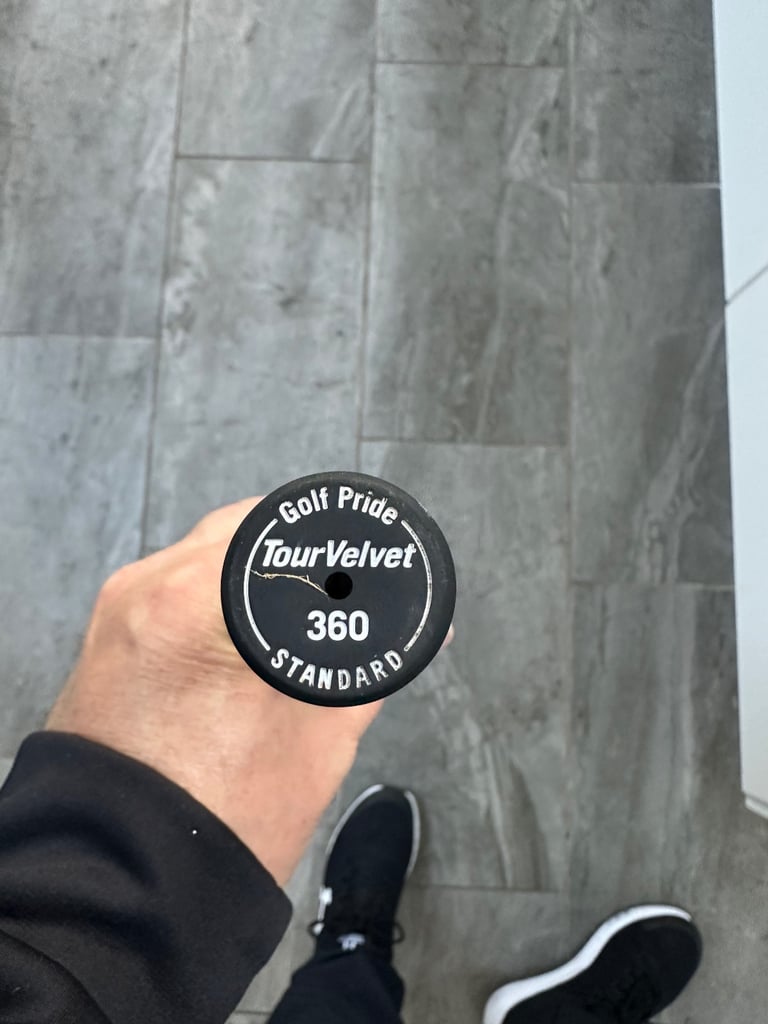 Golf Pride
TourVelvet
360
STANDARD